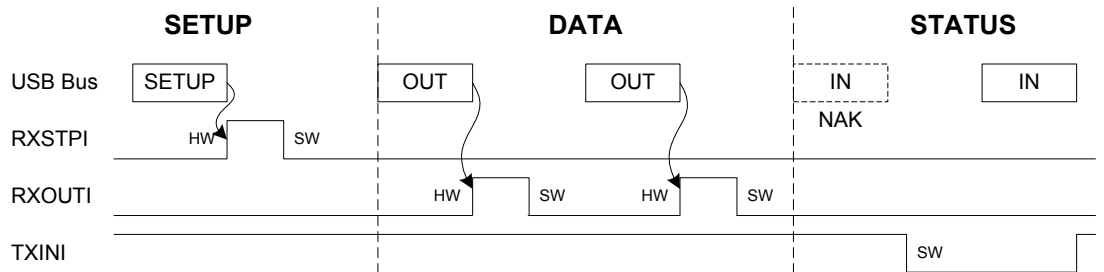 SETUP DATA STATUS
USB Bus SETUP OUT OUT IN IN
NAK
RXSTPI HW SW
RXOUTI HW SW HW SW
TXINI SW